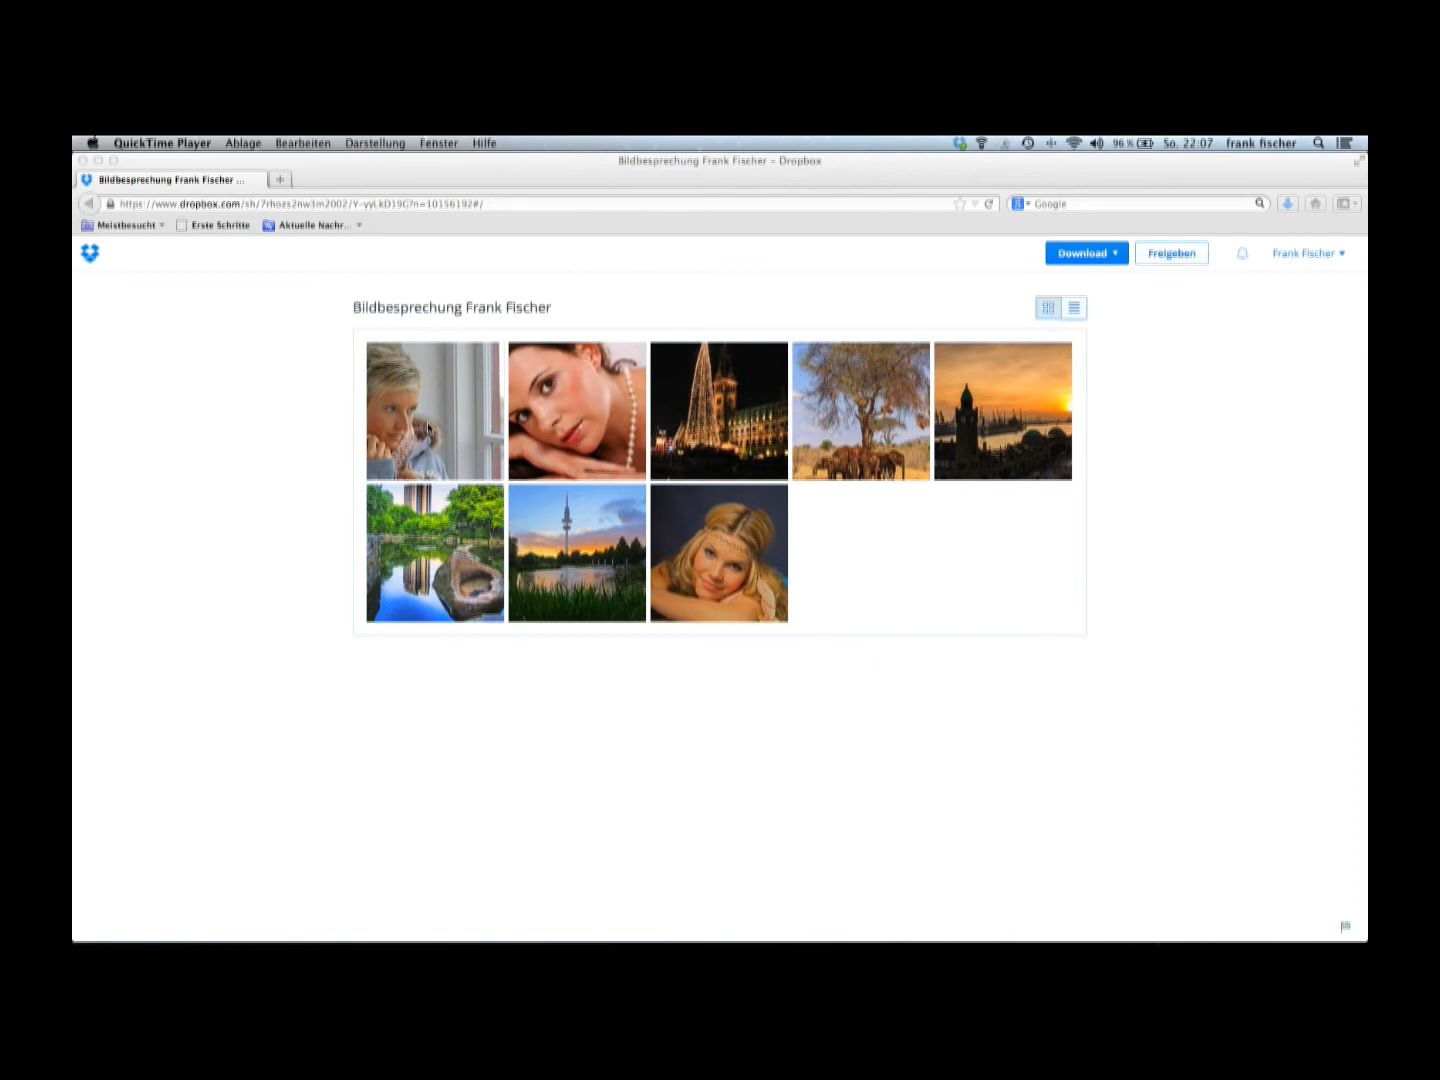 QuickTime Player Ablage Bearbeiten Darstellung Fenster Hilfe 96 % So. 22:07 frank fischer
Bildbesprechung Frank Fischer – Dropbox
Bildbesprechung Frank Fischer ...
Google
Meistbesucht Erste Schritte Aktuelle Nachr...
Download Freigeben Frank Fischer
Bildbesprechung Frank Fischer